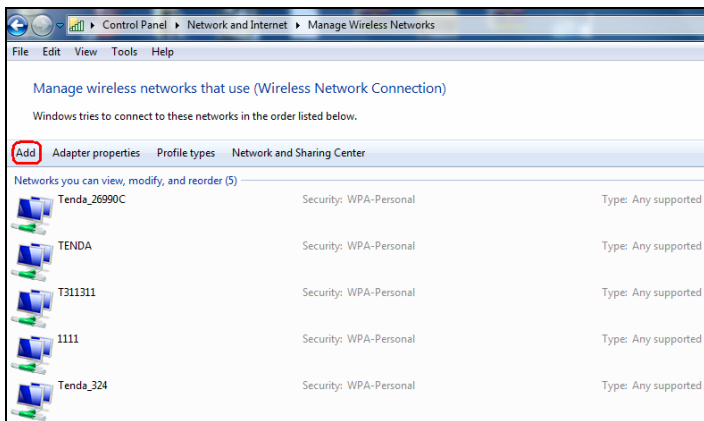 Control Panel ▸ Network and Internet ▸ Manage Wireless Networks
File Edit View Tools Help
Manage wireless networks that use (Wireless Network Connection)
Windows tries to connect to these networks in the order listed below.
Add Adapter properties Profile types Network and Sharing Center
Networks you can view, modify, and reorder (5)
Tenda_26990C Security: WPA-Personal Type: Any supported
TENDA Security: WPA-Personal Type: Any supported
T311311 Security: WPA-Personal Type: Any supported
1111 Security: WPA-Personal Type: Any supported
Tenda_324 Security: WPA-Personal Type: Any supported